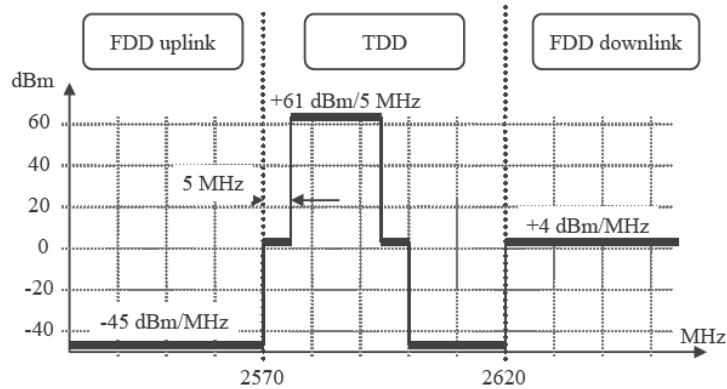 FDD uplink
TDD
FDD downlink
dBm
+61 dBm/5 MHz
60
40
5 MHz
20
+4 dBm/MHz
0
-20
-45 dBm/MHz
-40
MHz
2570
2620